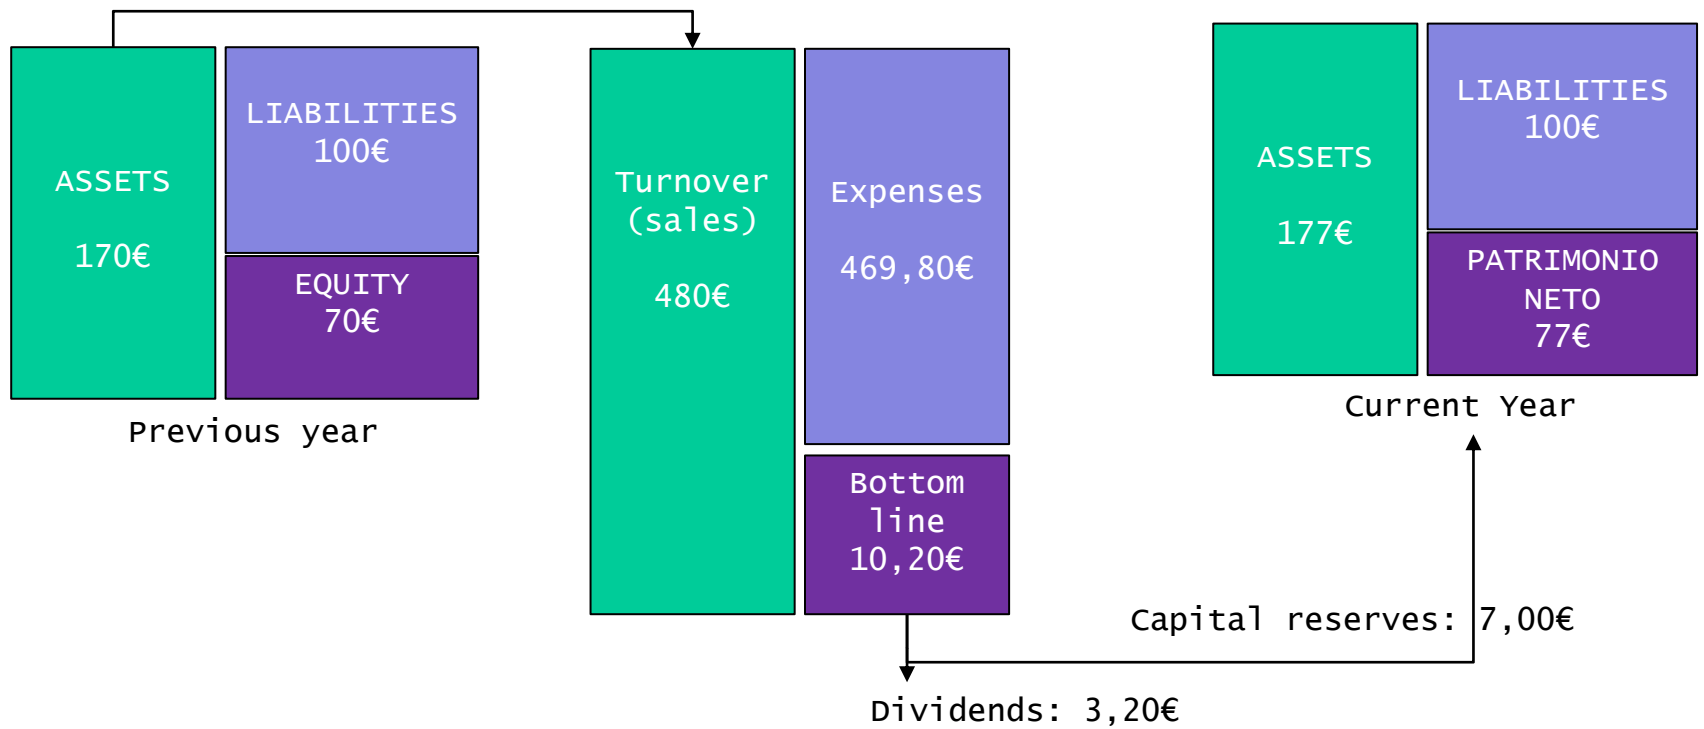 ASSETS
170€
LIABILITIES
100€
EQUITY
70€
Previous year
Turnover
(sales)
480€
Expenses
469,80€
Bottom
line
10,20€
Dividends: 3,20€
Capital reserves: 7,00€
ASSETS
177€
LIABILITIES
100€
PATRIMONIO
NETO
77€
Current Year